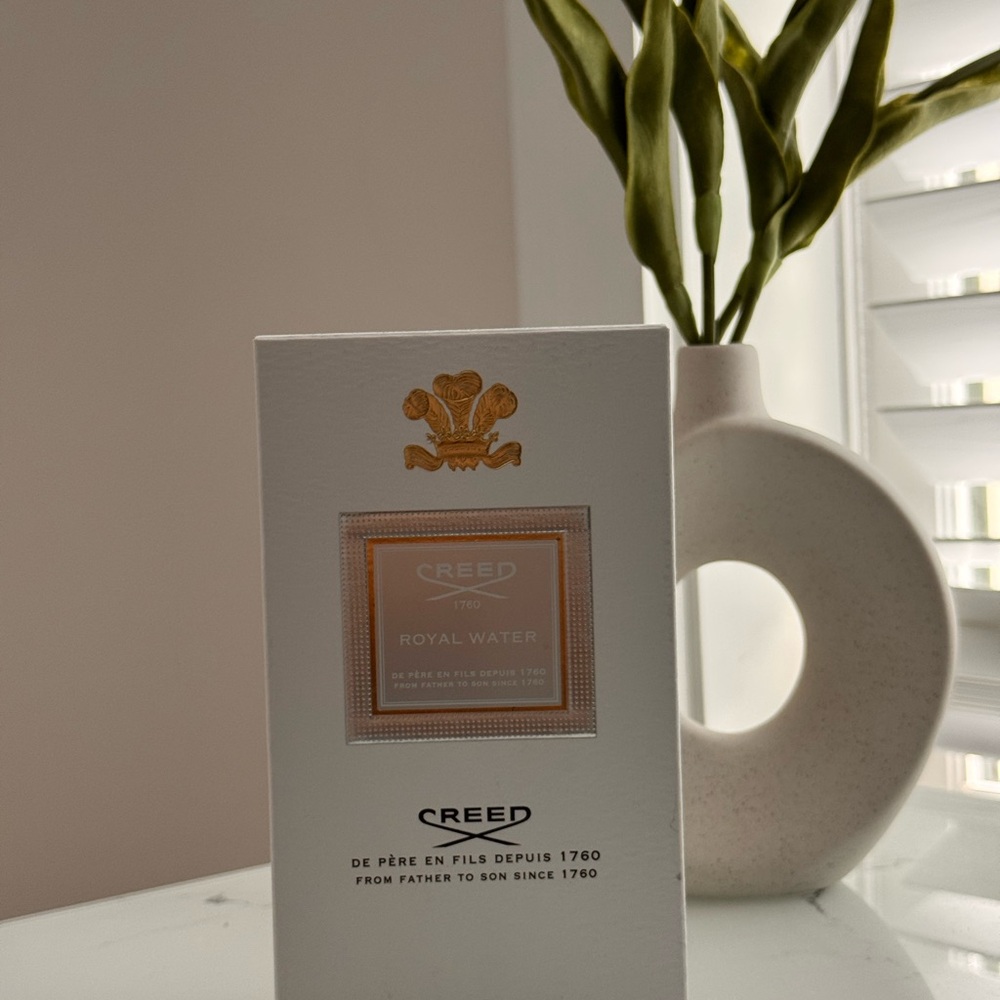 CREED
1760
ROYAL WATER
DE PÈRE EN FILS DEPUIS 1760
FROM FATHER TO SON SINCE 1760
CREED
DE PÈRE EN FILS DEPUIS 1760
FROM FATHER TO SON SINCE 1760